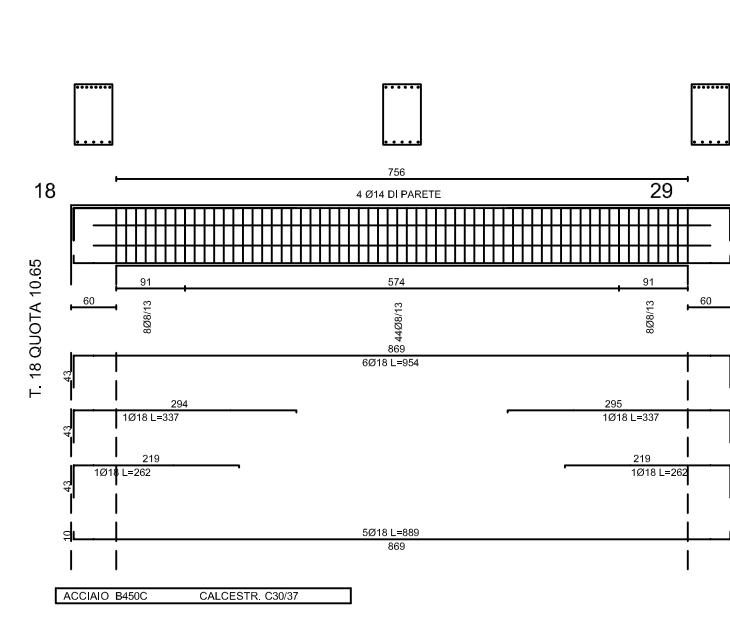 756
18
4 Ø14 DI PARETE
29
T. 18 QUOTA 10.65
91
574
91
60
60
8Ø8/13
44Ø8/13
8Ø8/13
869
6Ø18 L=954
43
294
1Ø18 L=337
295
1Ø18 L=337
43
219
1Ø18 L=262
219
1Ø18 L=262
43
5Ø18 L=889
869
10
ACCIAIO B450C CALCESTR. C30/37